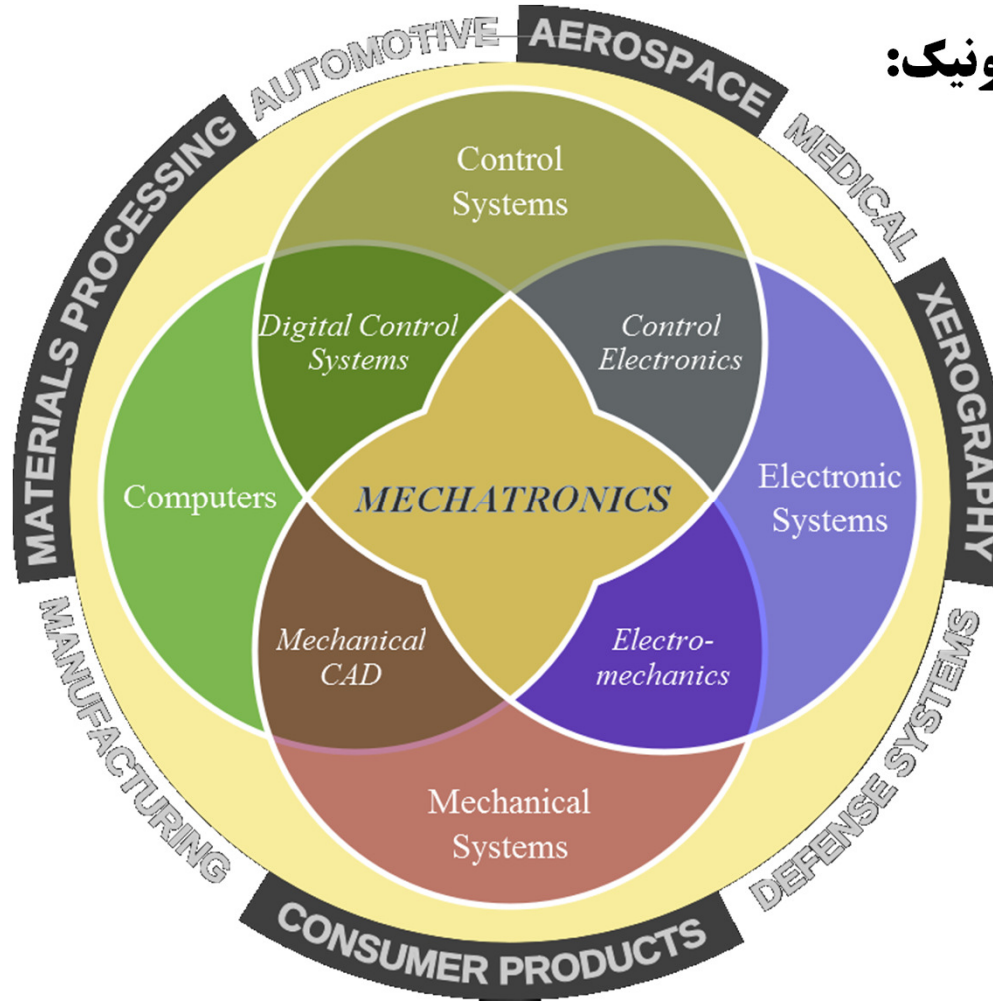 AUTOMOTIVE
AEROSPACE
MEDICAL
XEROGRAPHY
DEFENSE SYSTEMS
CONSUMER PRODUCTS
MANUFACTURING
MATERIALS PROCESSING
Control
Systems
Digital Control
Systems
Control
Electronics
Computers
MECHATRONICS
Electronic
Systems
Mechanical
CAD
Electro-
mechanics
Mechanical
Systems